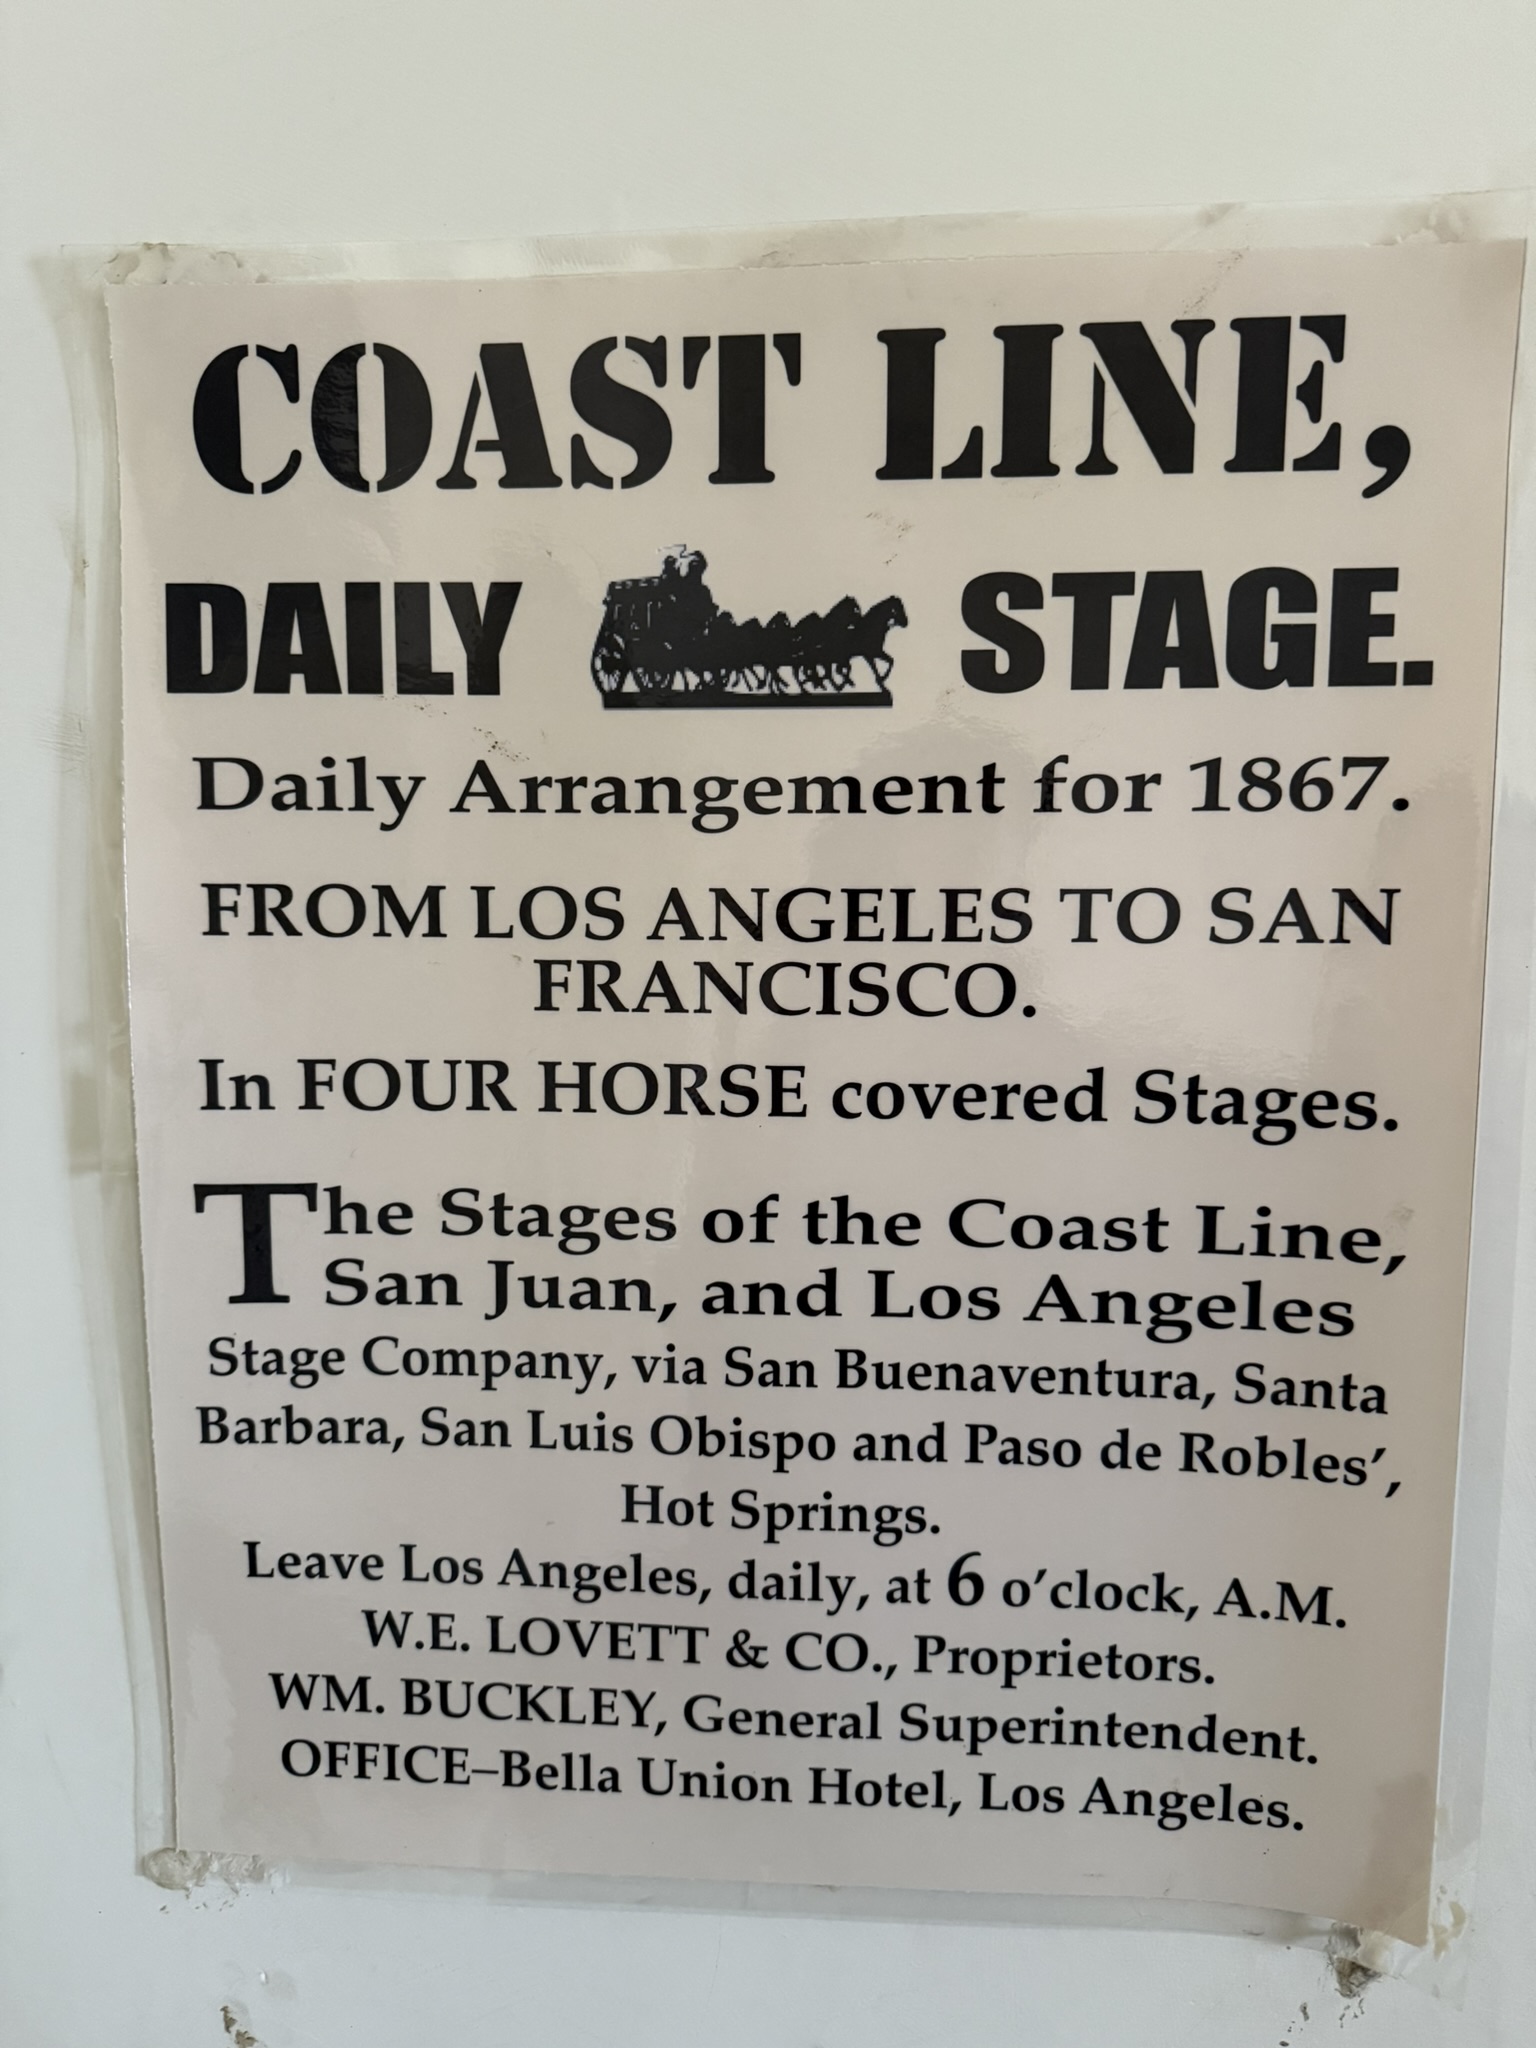 COAST LINE,
DAILY STAGE.
Daily Arrangement for 1867.
FROM LOS ANGELES TO SAN
FRANCISCO.
In FOUR HORSE covered Stages.
The Stages of the Coast Line,
San Juan, and Los Angeles
Stage Company, via San Buenaventura, Santa
Barbara, San Luis Obispo and Paso de Robles’,
Hot Springs.
Leave Los Angeles, daily, at 6 o’clock, A.M.
W.E. LOVETT & CO., Proprietors.
WM. BUCKLEY, General Superintendent.
OFFICE–Bella Union Hotel, Los Angeles.